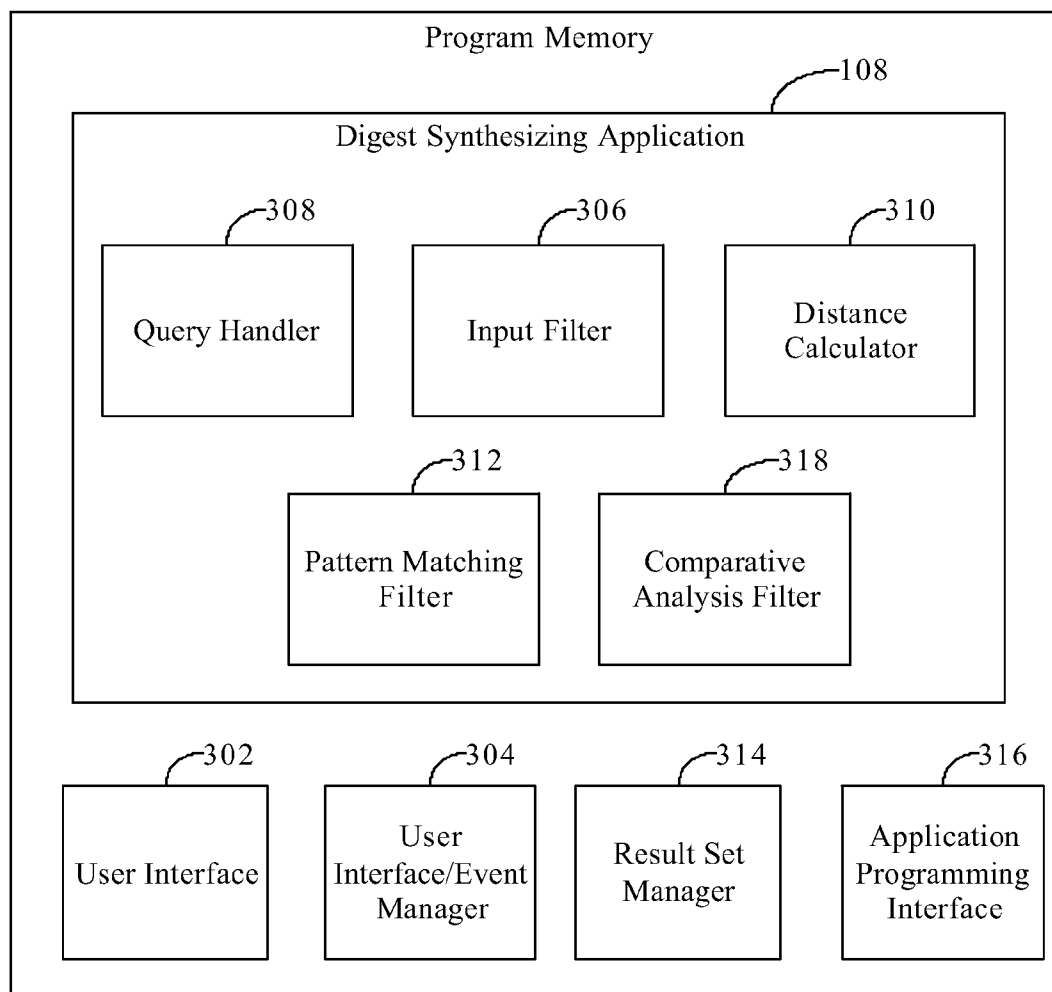 Program Memory
108
Digest Synthesizing Application
308
306
310
Query Handler
Input Filter
Distance
Calculator
312
318
Pattern Matching
Filter
Comparative
Analysis Filter
302
304
314
316
User Interface
User
Interface/Event
Manager
Result Set
Manager
Application
Programming
Interface